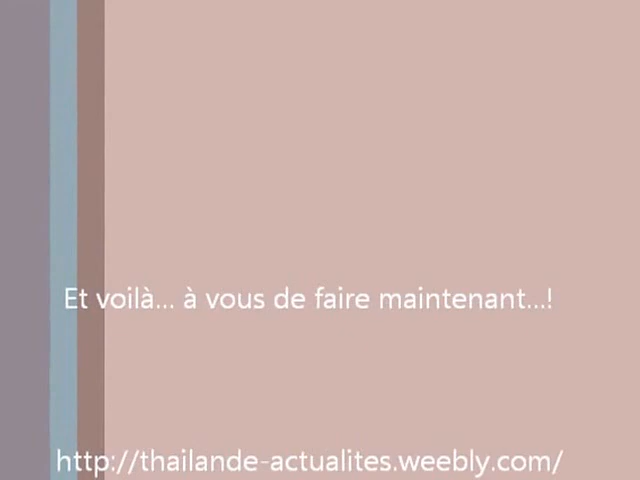 Et voilà... à vous de faire maintenant...!
http://thailande-actualites.weebly.com/